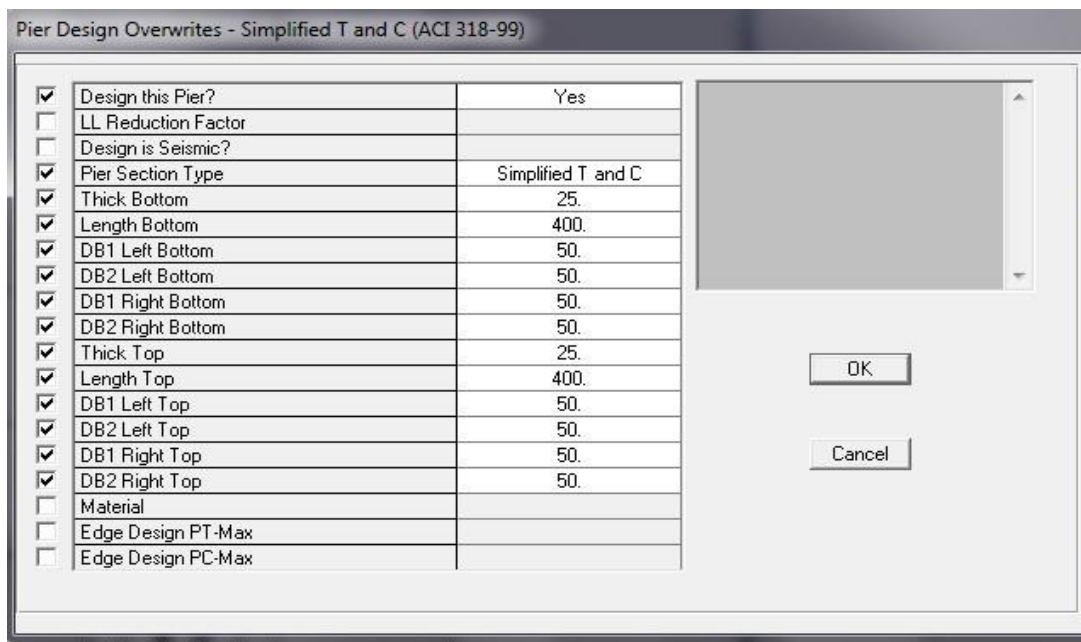 Pier Design Overwrites - Simplified T and C (ACI 318-99)
Design this Pier? Yes
LL Reduction Factor
Design is Seismic?
Pier Section Type Simplified T and C
Thick Bottom 25.
Length Bottom 400.
DB1 Left Bottom 50.
DB2 Left Bottom 50.
DB1 Right Bottom 50.
DB2 Right Bottom 50.
Thick Top 25.
Length Top 400.
DB1 Left Top 50.
DB2 Left Top 50.
DB1 Right Top 50.
DB2 Right Top 50.
Material
Edge Design PT-Max
Edge Design PC-Max
OK
Cancel